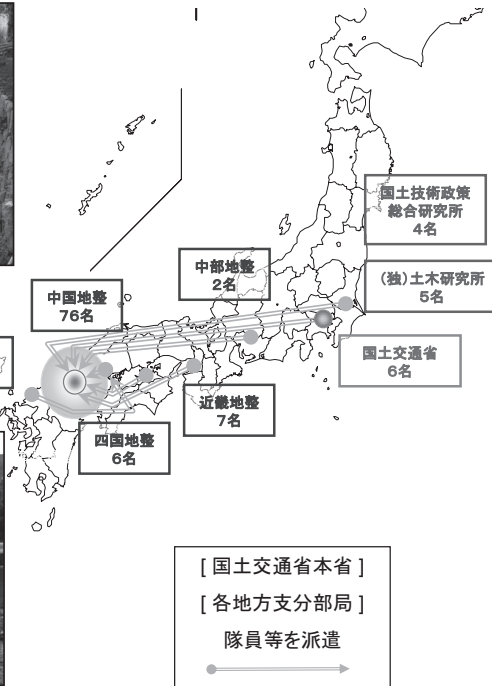 国土技術政策
総合研究所
4名
中部地整
2名
(独)土木研究所
5名
中国地整
76名
国土交通省
6名
近畿地整
7名
四国地整
6名
[ 国土交通省本省 ]
[ 各地方支分部局 ]
隊員等を派遣